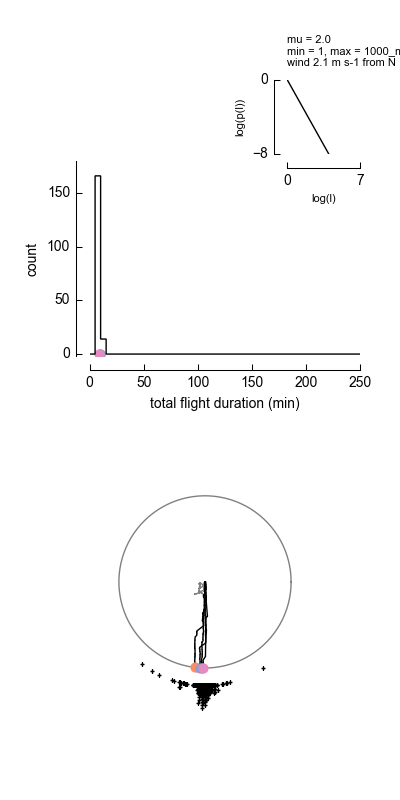 mu = 2.0
min = 1, max = 1000_m
wind 2.1 m s-1 from N
0
−8
log(p(l))
0 7
log(l)
150
100
50
0
count
0 50 100 150 200 250
total flight duration (min)